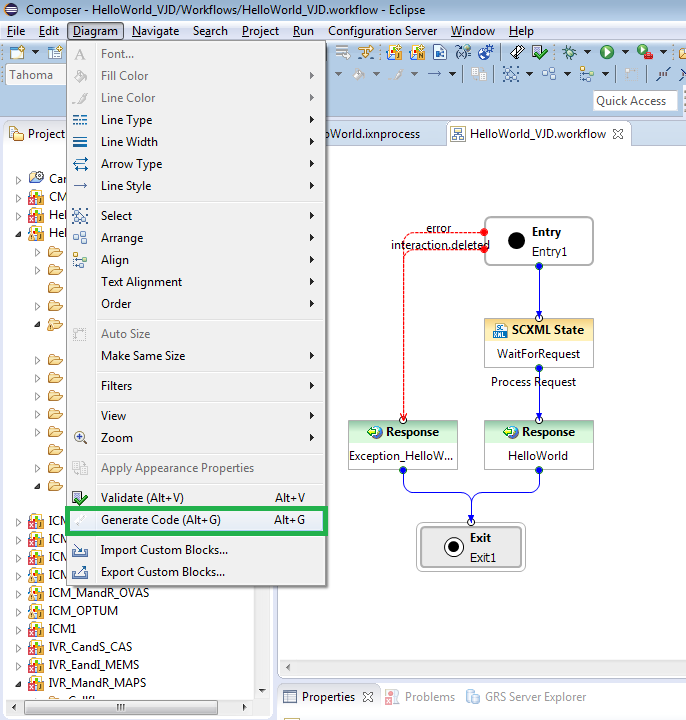 Composer - HelloWorld_VJD/Workflows/HelloWorld_VJD.workflow - Eclipse
File Edit Diagram Navigate Search Project Run Configuration Server Window Help
Tahoma
Quick Access
Project
oWorld.ixnprocess
HelloWorld_VJD.workflow
Font...
Fill Color
Line Color
Line Type
Line Width
Arrow Type
Line Style
Select
Arrange
Align
Text Alignment
Order
Auto Size
Make Same Size
Filters
View
Zoom
Apply Appearance Properties
Validate (Alt+V) Alt+V
Generate Code (Alt+G) Alt+G
Import Custom Blocks...
Export Custom Blocks...
Car
CM
Hel
Hel
ICM
ICM
ICM
ICM
ICM_MandR_OVAS
ICM_OPTUM
ICM1
IVR_CandS_CAS
IVR_EandI_MEMS
IVR_MandR_MAPS
error
interaction.deleted
Entry
Entry1
SCXML State
WaitForRequest
Process Request
Response
Exception_HelloW...
Response
HelloWorld
Exit
Exit1
Properties
Problems
GRS Server Explorer